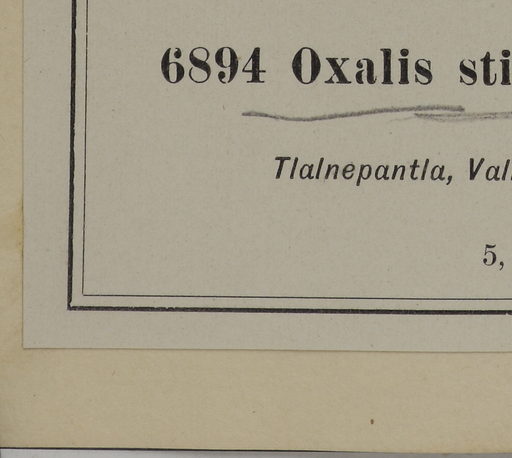 6894 Oxalis sti
Tlalnepantla, Val
5,